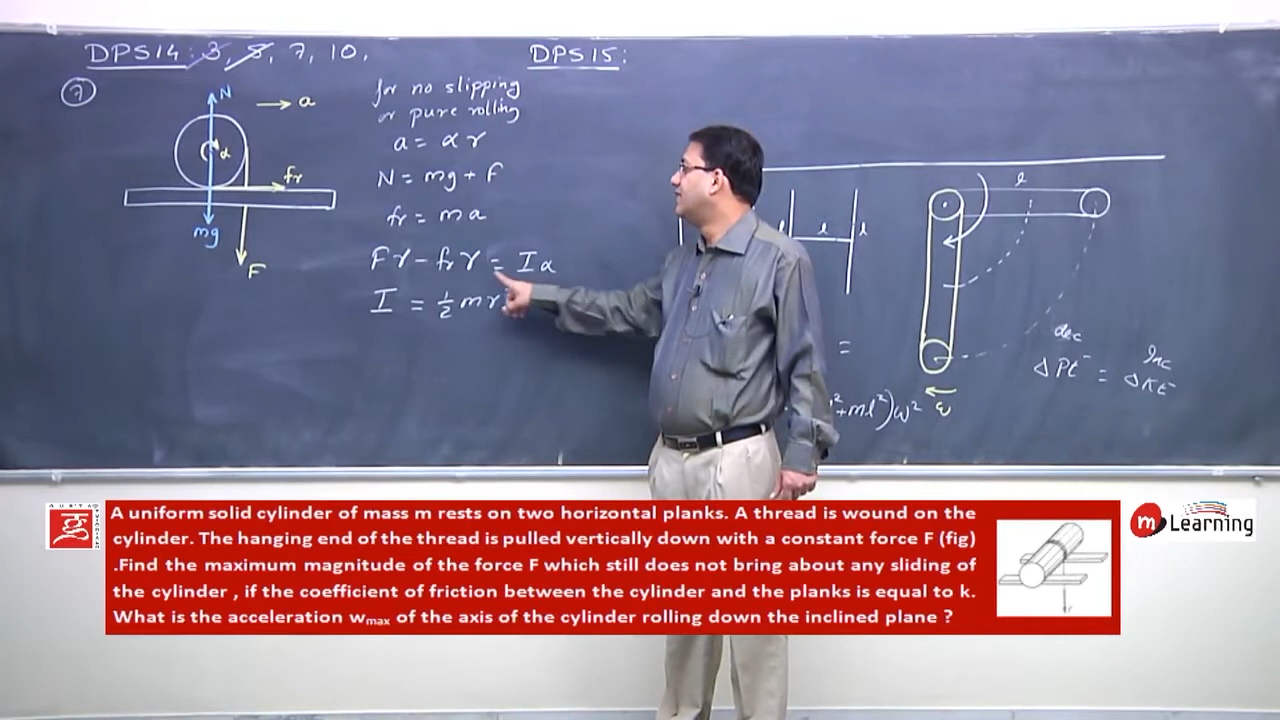 DPS14: 3, 8, 7, 10,
DPS15:
7
N
a
α
fr
mg
F
for no slipping
or pure rolling
a = αr
N = mg + F
fr = ma
Fr - fr r = Iα
I = 1/2 mr
l
l
l
=
+ml²)ω²
ω
dec
Inc
Δ PE = Δ KE
A uniform solid cylinder of mass m rests on two horizontal planks. A thread is wound on the
cylinder. The hanging end of the thread is pulled vertically down with a constant force F (fig)
.Find the maximum magnitude of the force F which still does not bring about any sliding of
the cylinder , if the coefficient of friction between the cylinder and the planks is equal to k.
What is the acceleration wmax of the axis of the cylinder rolling down the inclined plane ?
m Learning